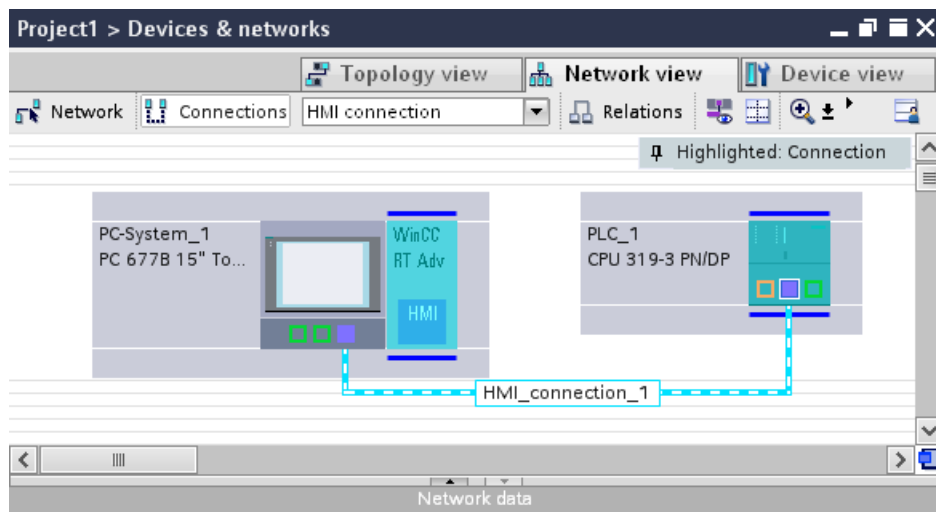 Project1 > Devices & networks
Topology view
Network view
Device view
Network
Connections
HMI connection
Relations
Highlighted: Connection
PC-System_1
PC 677B 15" To...
WinCC
RT Adv
HMI
PLC_1
CPU 319-3 PN/DP
HMI_connection_1
Network data